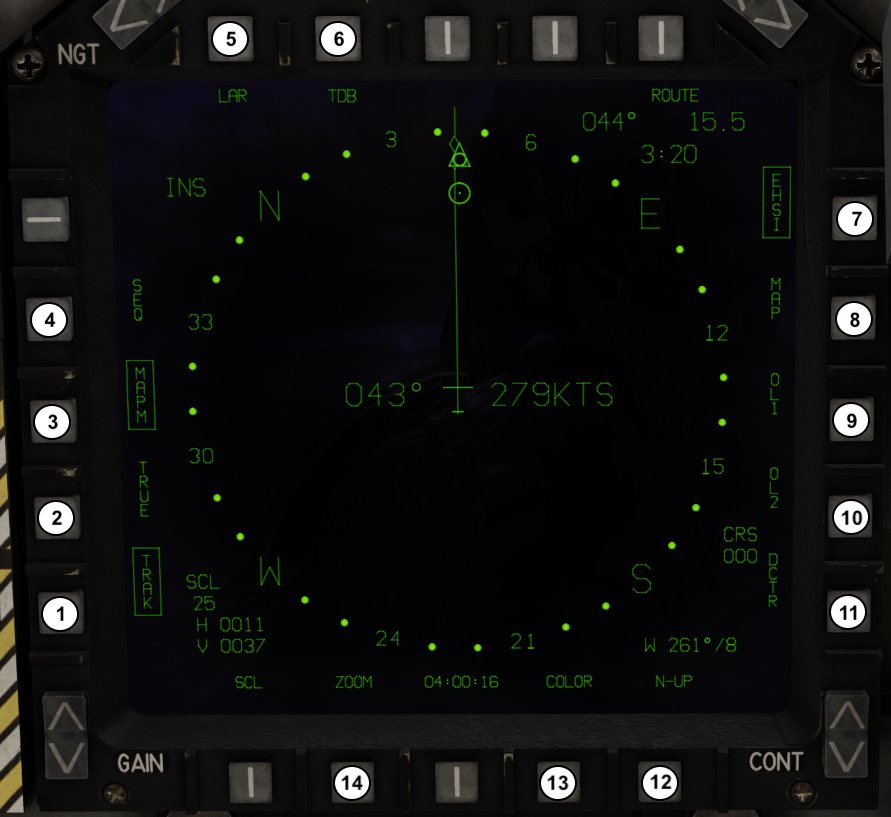 5 6
NGT
LAR TDB ROUTE
044° 15.5
3 6
3:20
INS
N E
EHSI
7
SEQ
4
33
MAP
8
12
MAPM
3
043° 279KTS
OL1
9
30
15
TRUE
2
OL2
10
CRS
000
W S
TRAK
1
SCL
25
H 0011
V 0037
DCTR
11
24 21
W 261°/8
SCL ZOOM 04:00:16 COLOR N-UP
GAIN CONT
14 13 12